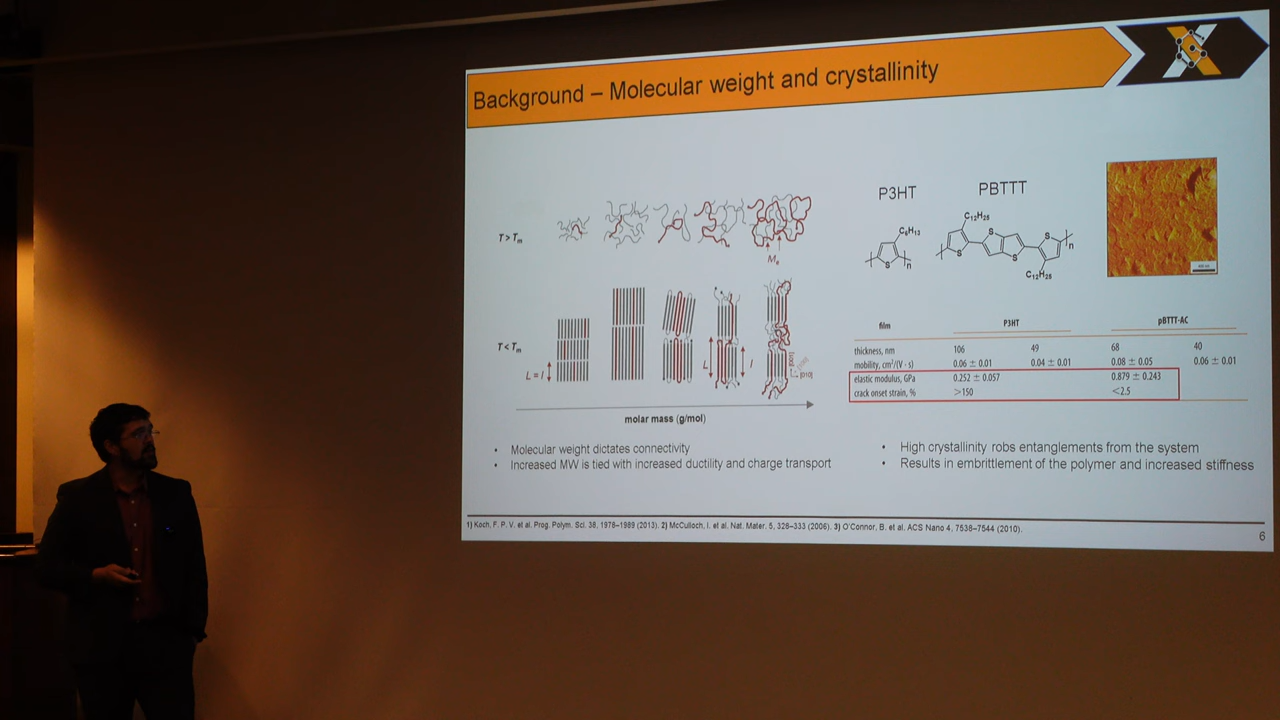 Background – Molecular weight and crystallinity
T > Tm
Me
T < Tm
L = l
L
l
[010]
molar mass (g/mol)
• Molecular weight dictates connectivity
• Increased MW is tied with increased ductility and charge transport
P3HT
PBTTT
C6H13
S
n
C12H25
S
S
S
S
n
C12H25
film P3HT pBTTT-AC
thickness, nm 106 49 68 40
mobility, cm2/(V · s) 0.06 ± 0.01 0.04 ± 0.01 0.08 ± 0.05 0.06 ± 0.01
elastic modulus, GPa 0.252 ± 0.057 0.879 ± 0.243
crack onset strain, % >150 <2.5
• High crystallinity robs entanglements from the system
• Results in embrittlement of the polymer and increased stiffness
1) Koch, F. P. V. et al. Prog. Polym. Sci. 38, 1978–1989 (2013). 2) McCulloch, I. et al. Nat. Mater. 5, 328–333 (2006). 3) O'Connor, B. et al. ACS Nano 4, 7538–7544 (2010).
6